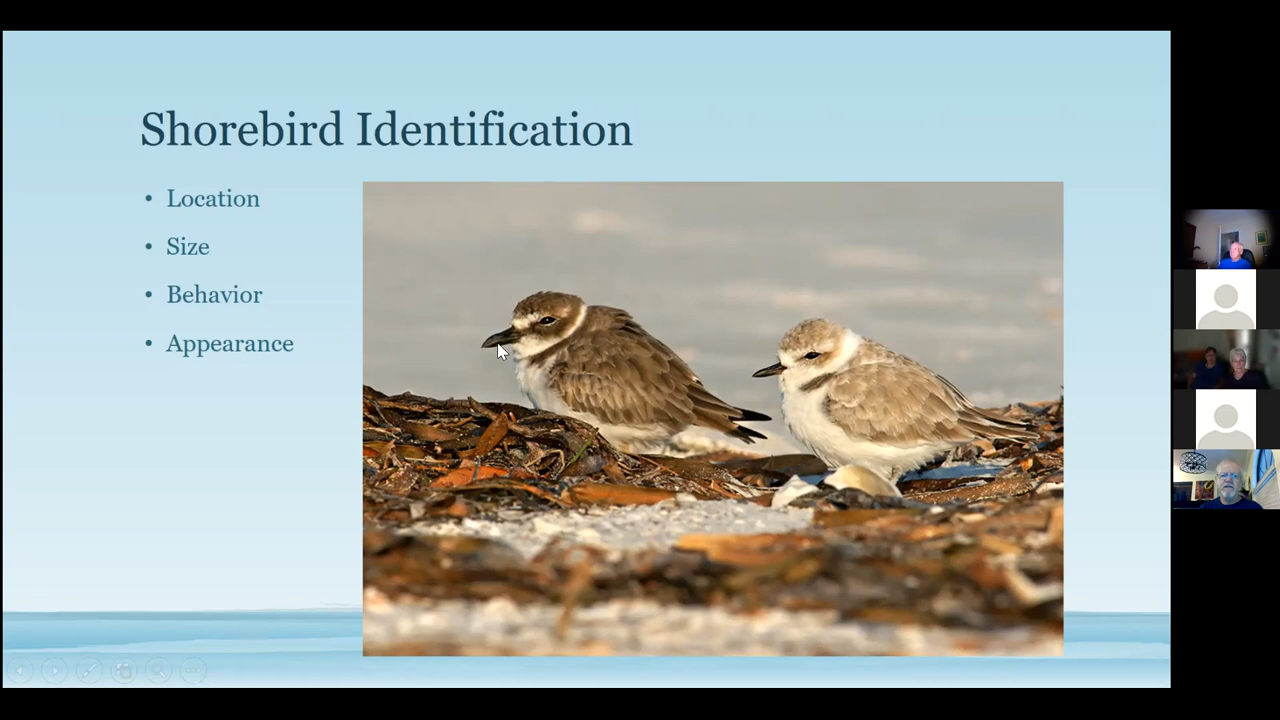 Shorebird Identification
• Location
• Size
• Behavior
• Appearance